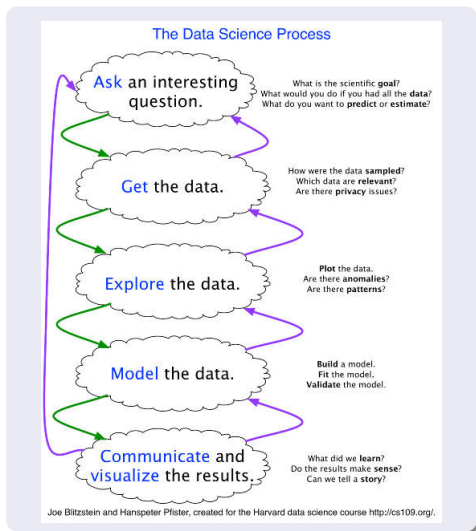 The Data Science Process
Ask an interesting
question.
What is the scientific goal?
What would you do if you had all the data?
What do you want to predict or estimate?
Get the data.
How were the data sampled?
Which data are relevant?
Are there privacy issues?
Explore the data.
Plot the data.
Are there anomalies?
Are there patterns?
Model the data.
Build a model.
Fit the model.
Validate the model.
Communicate and
visualize the results.
What did we learn?
Do the results make sense?
Can we tell a story?
Joe Blitzstein and Hanspeter Pfister, created for the Harvard data science course http://cs109.org/.